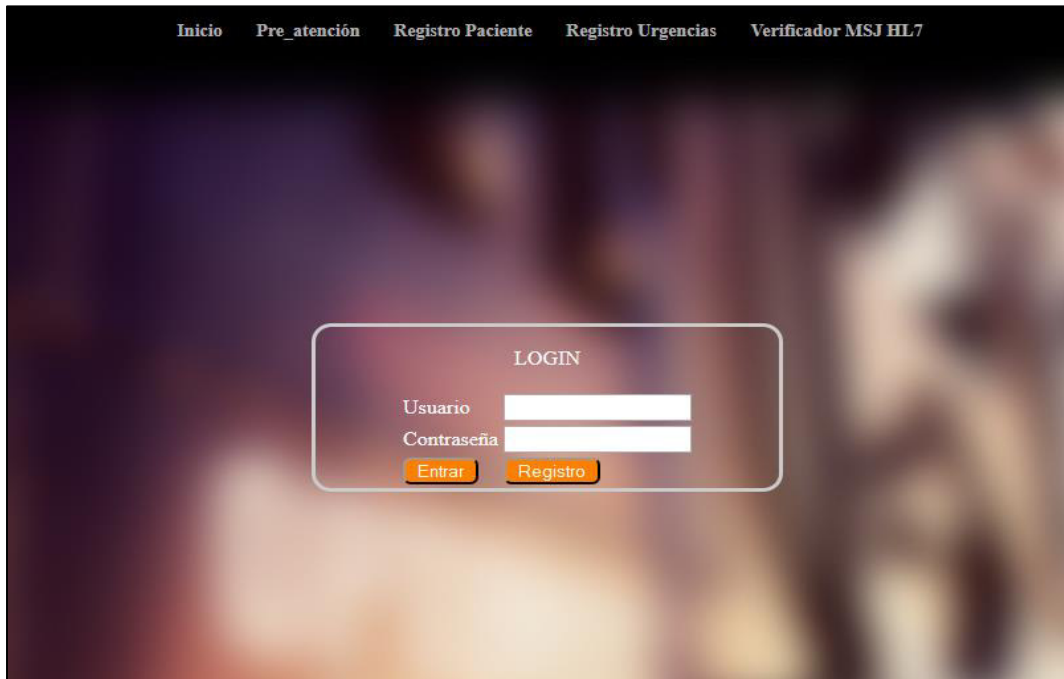 Inicio Pre_atención Registro Paciente Registro Urgencias Verificador MSJ HL7
LOGIN
Usuario
Contraseña
Entrar Registro